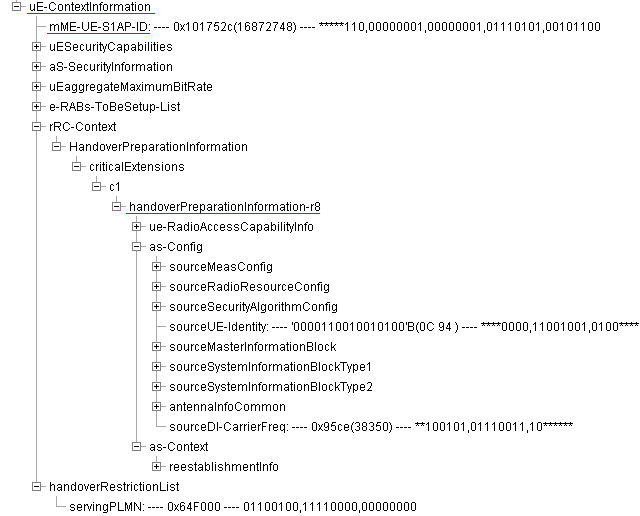 uE-ContextInformation
mME-UE-S1AP-ID: ---- 0x101752c(16872748) ---- *****110,00000001,00000001,01110101,00101100
uESecurityCapabilities
aS-SecurityInformation
uEaggregateMaximumBitRate
e-RABs-ToBeSetup-List
rRC-Context
HandoverPreparationInformation
criticalExtensions
c1
handoverPreparationInformation-r8
ue-RadioAccessCapabilityInfo
as-Config
sourceMeasConfig
sourceRadioResourceConfig
sourceSecurityAlgorithmConfig
sourceUE-Identity: ---- '0000110010010100'B(0C 94 ) ---- ****0000,11001001,0100****
sourceMasterInformationBlock
sourceSystemInformationBlockType1
sourceSystemInformationBlockType2
antennaInfoCommon
sourceDl-CarrierFreq: ---- 0x95ce(38350) ---- **100101,01110011,10******
as-Context
reestablishmentInfo
handoverRestrictionList
servingPLMN: ---- 0x64F000 ---- 01100100,11110000,00000000